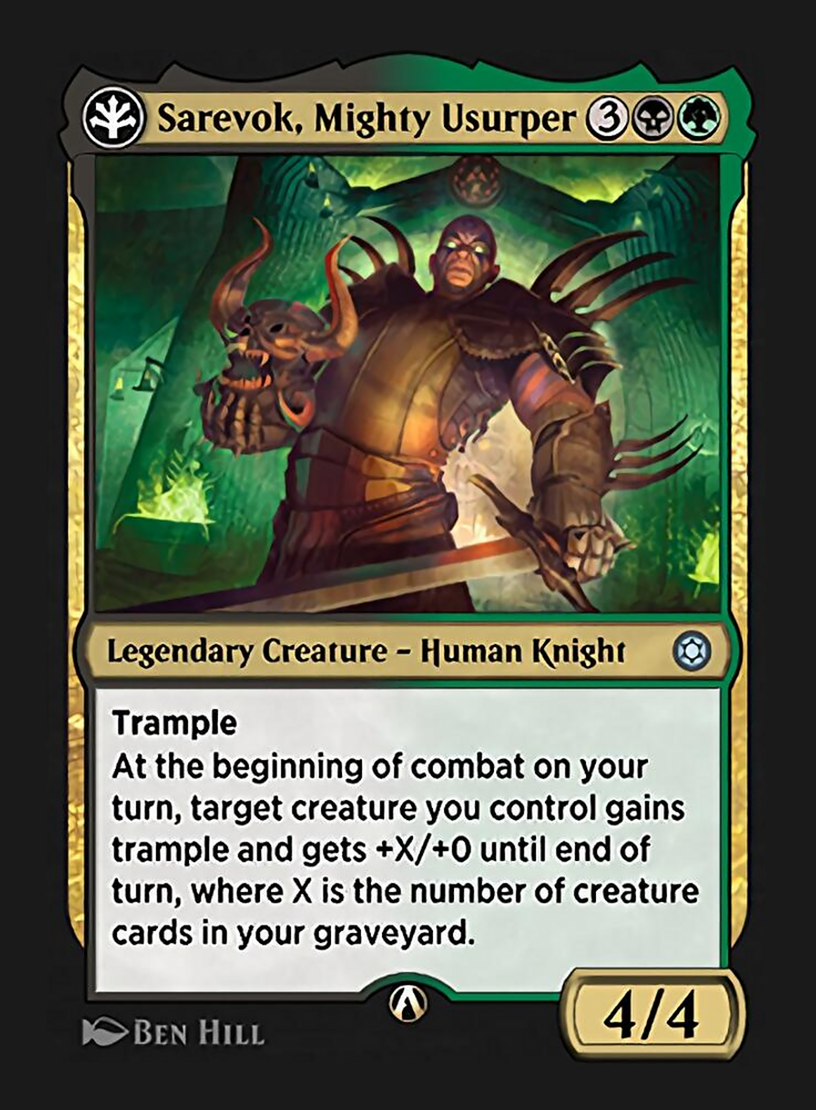 Sarevok, Mighty Usurper 3
Legendary Creature – Human Knight
Trample
At the beginning of combat on your
turn, target creature you control gains
trample and gets +X/+0 until end of
turn, where X is the number of creature
cards in your graveyard.
4/4
BEN HILL